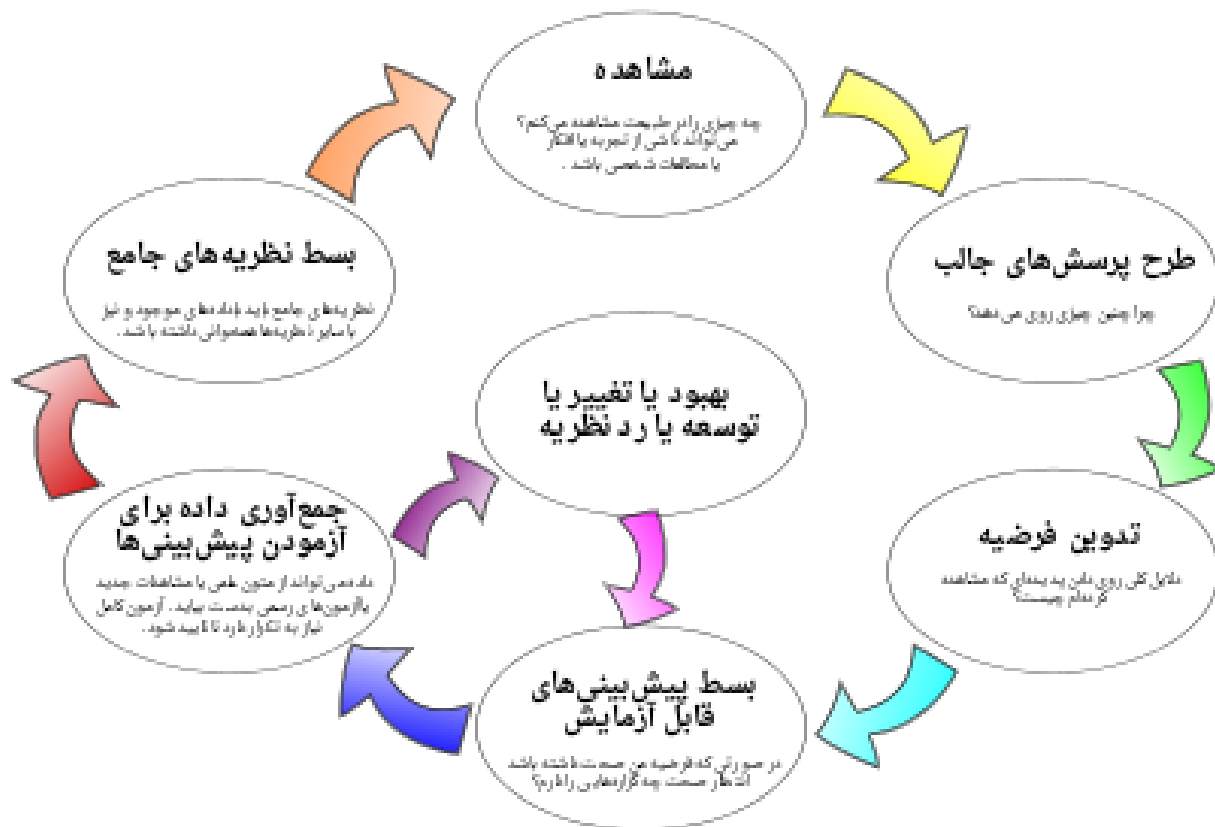 مشاهده
چه چیزی را در طبیعت مشاهده می‌کنم؟
می‌تواند ناشی از تجربه یا افکار
یا مطالعات شخصی باشد .
طرح پرسش‌های جالب
چرا چنین چیزی روی می‌دهد؟
تدوین فرضیه
دلایل کلی روی دادن پدیده‌ای که مشاهده
کرده‌ام چیست؟
بسط پیش‌بینی‌های
قابل آزمایش
در صورتی که فرضیه من صحت داشته باشد
انتظار صحت چه گزاره‌هایی را دارم؟
جمع‌آوری داده برای
آزمودن پیش‌بینی‌ها
داده می‌تواند از متون علمی یا مشاهدات جدید
یا آزمون‌های رسمی به‌دست بیاید . آزمون کامل
نیاز به تکرار دارد تا تایید شود .
بهبود یا تغییر یا
توسعه یا رد نظریه
بسط نظریه‌های جامع
نظریه‌های جامع باید با داده‌های موجود و نیز
با سایر نظریه‌ها همخوانی داشته باشد .